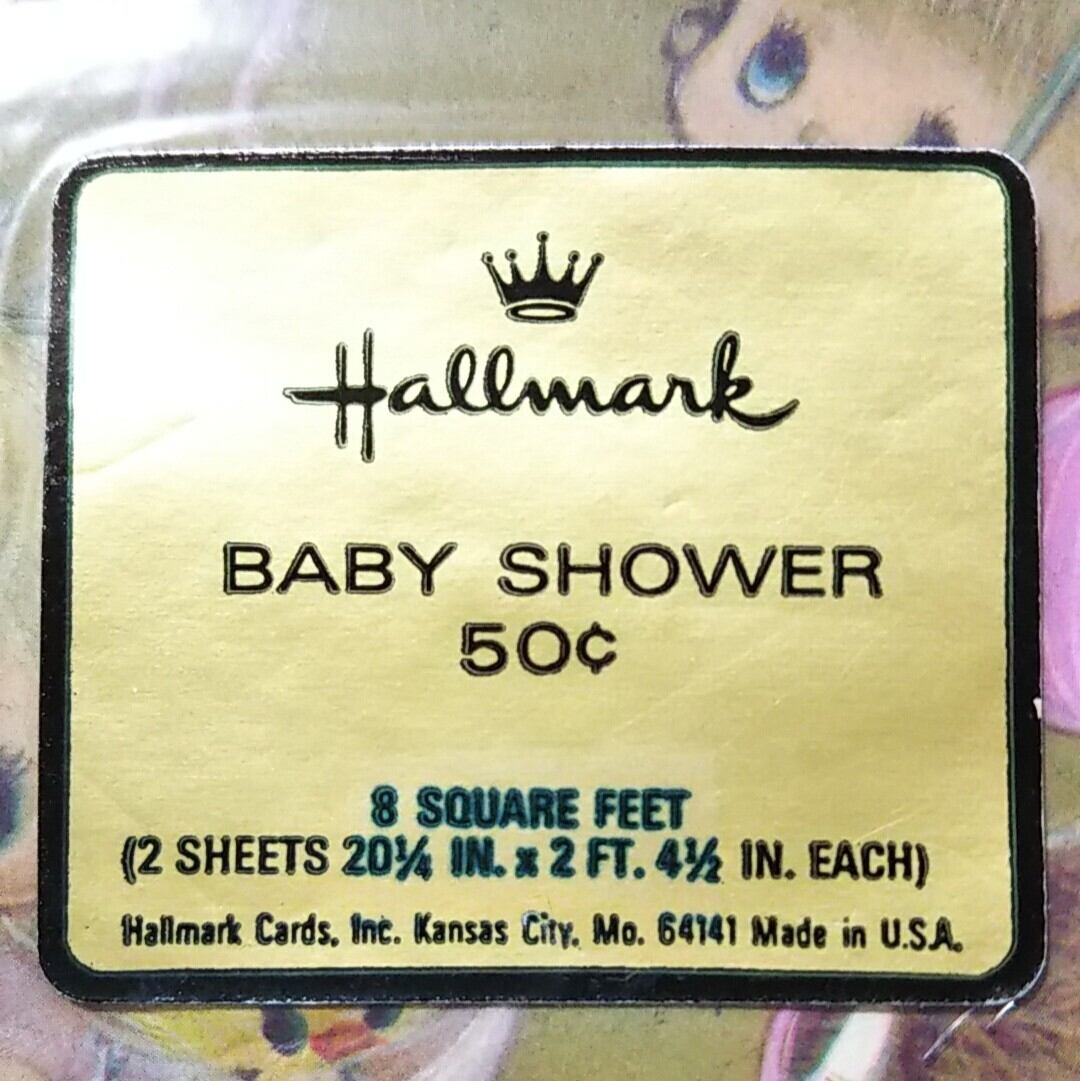 Hallmark
BABY SHOWER
50¢
8 SQUARE FEET
(2 SHEETS 20¼ IN. x 2 FT. 4½ IN. EACH)
Hallmark Cards, Inc. Kansas City, Mo. 64141 Made in U.S.A.